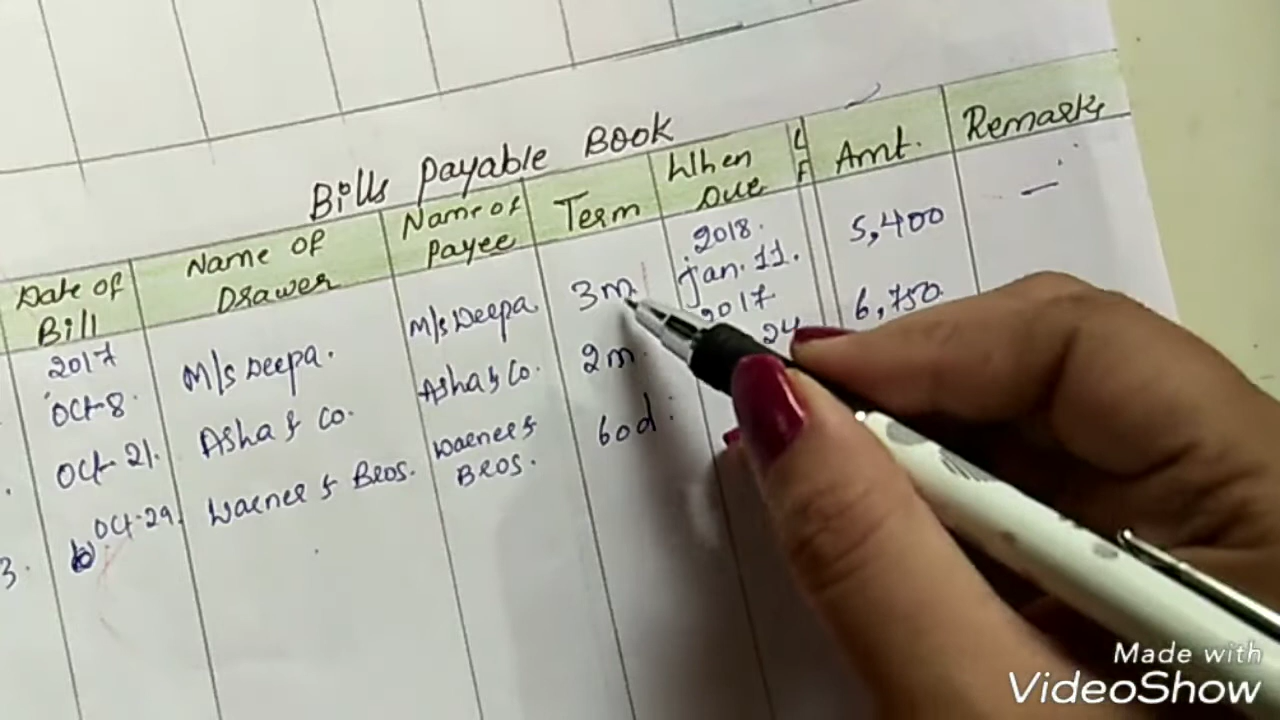 Bills Payable Book
Date of Bill Name of Drawer Name of Payee Term When Due L F Amt. Remarks
2017 2018.
Oct-8. M/s Deepa. M/s Deepa. 3m. Jan. 11. 5,400 —
2017
Oct-21. Asha & Co. Asha & Co. 2m. 24 6,750.
3. Oct-29. Warner & Bros. Warner & Bros. 60d.
Made with
VideoShow